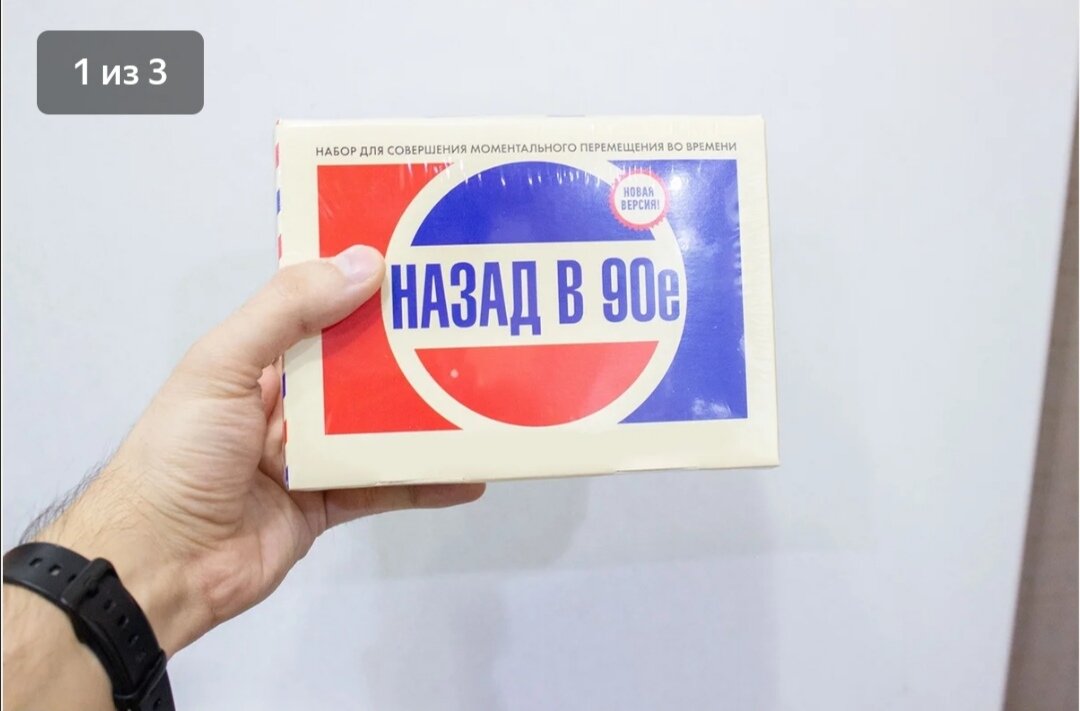 1 из 3
НАБОР ДЛЯ СОВЕРШЕНИЯ МОМЕНТАЛЬНОГО ПЕРЕМЕЩЕНИЯ ВО ВРЕМЕНИ
НОВАЯ
ВЕРСИЯ!
НАЗАД В 90е